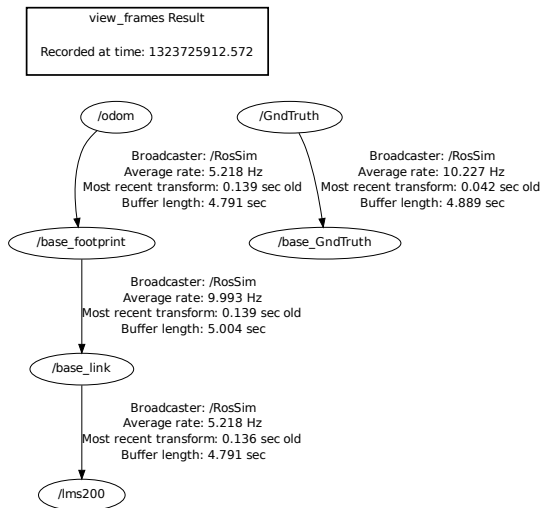 view_frames Result
Recorded at time: 1323725912.572
/odom
/GndTruth
Broadcaster: /RosSim
Average rate: 5.218 Hz
Most recent transform: 0.139 sec old
Buffer length: 4.791 sec
Broadcaster: /RosSim
Average rate: 10.227 Hz
Most recent transform: 0.042 sec old
Buffer length: 4.889 sec
/base_footprint
/base_GndTruth
Broadcaster: /RosSim
Average rate: 9.993 Hz
Most recent transform: 0.139 sec old
Buffer length: 5.004 sec
/base_link
Broadcaster: /RosSim
Average rate: 5.218 Hz
Most recent transform: 0.136 sec old
Buffer length: 4.791 sec
/lms200